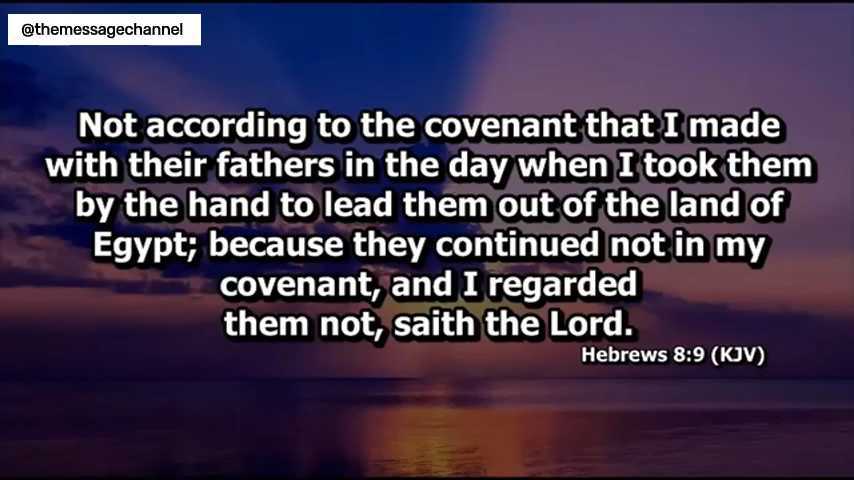 @themessagechannel
Not according to the covenant that I made
with their fathers in the day when I took them
by the hand to lead them out of the land of
Egypt; because they continued not in my
covenant, and I regarded
them not, saith the Lord.
Hebrews 8:9 (KJV)